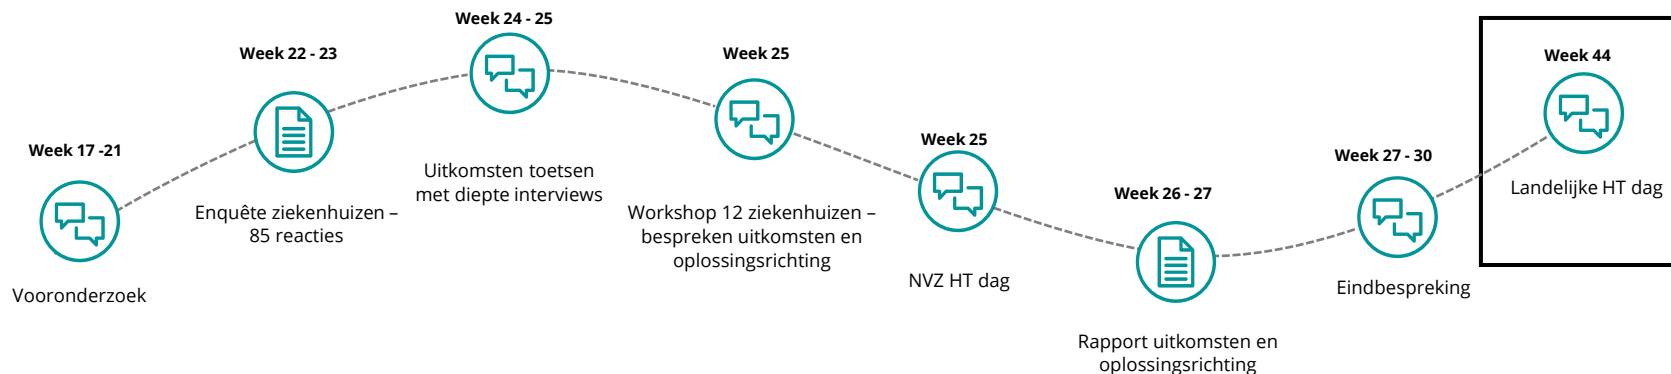 Week 17 -21
Vooronderzoek
Week 22 - 23
Enquête ziekenhuizen –
85 reacties
Week 24 - 25
Uitkomsten toetsen
met diepte interviews
Week 25
Workshop 12 ziekenhuizen –
bespreken uitkomsten en
oplossingsrichting
Week 25
NVZ HT dag
Week 26 - 27
Rapport uitkomsten en
oplossingsrichting
Week 27 - 30
Eindbespreking
Week 44
Landelijke HT dag